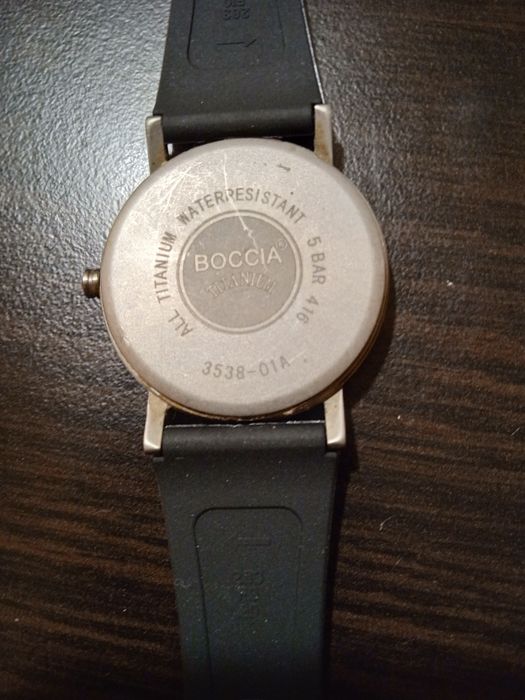 ALL TITANIUM WATERRESISTANT 5 BAR 416
BOCCIA®
TITANIUM
3538-01A